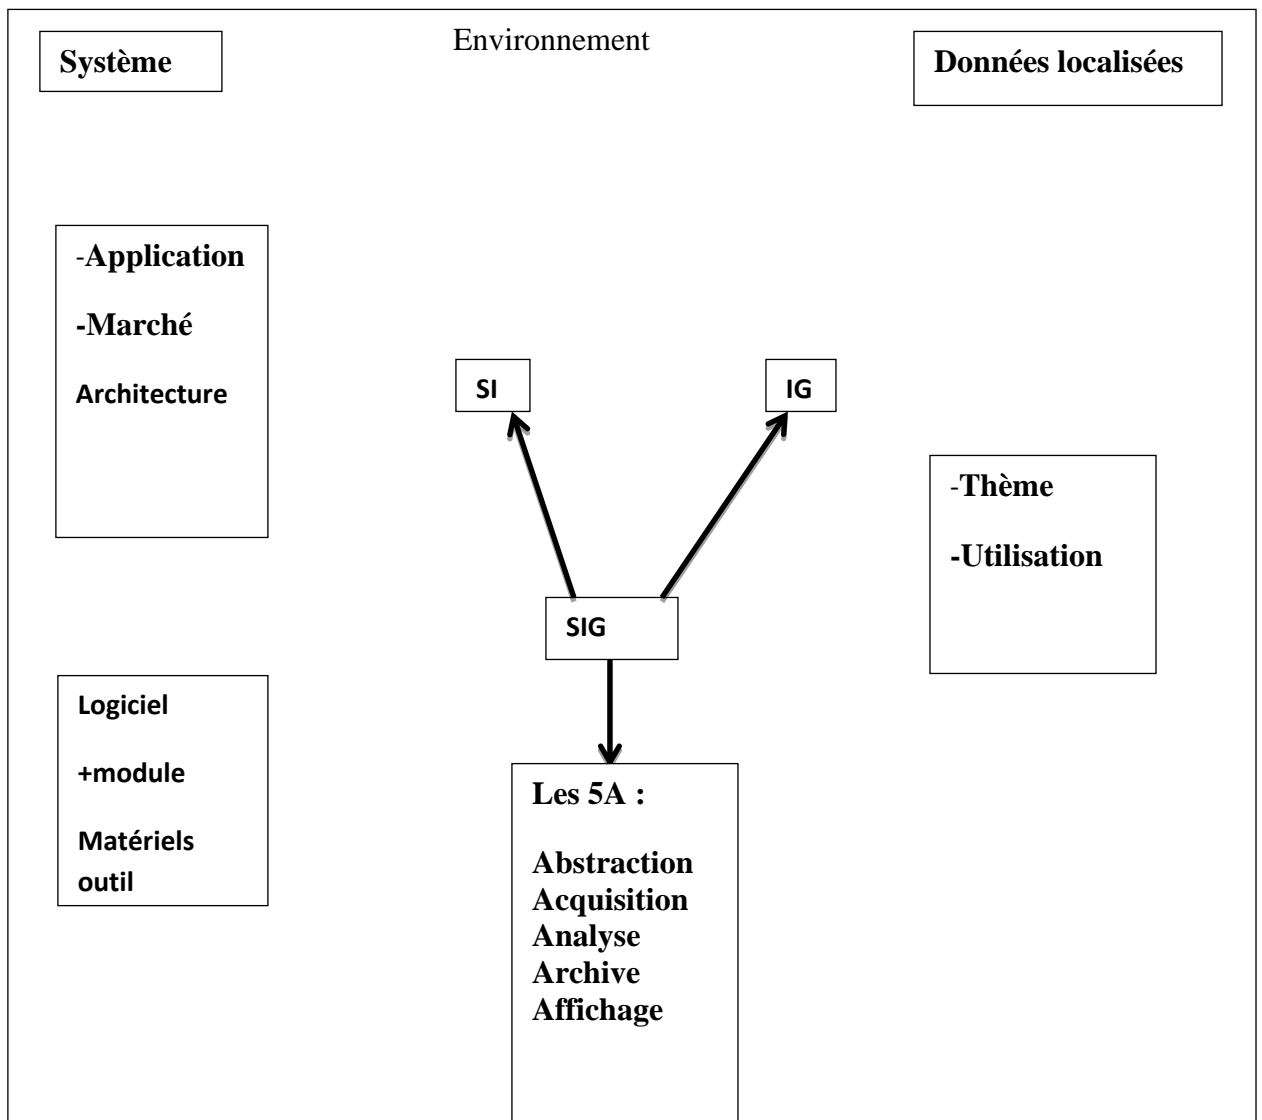 Environnement
Système
Données localisées
-Application
-Marché
Architecture
SI
IG
-Thème
-Utilisation
SIG
Logiciel
+module
Matériels
outil
Les 5A :
Abstraction
Acquisition
Analyse
Archive
Affichage